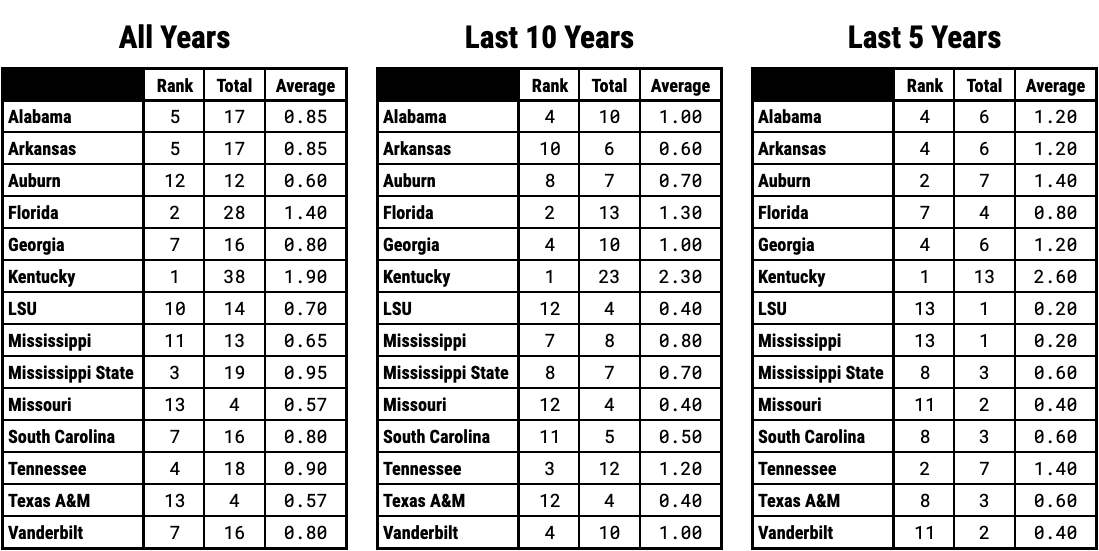 All Years Last 10 Years Last 5 Years
Rank Total Average Rank Total Average Rank Total Average
Alabama 5 17 0.85 Alabama 4 10 1.00 Alabama 4 6 1.20
Arkansas 5 17 0.85 Arkansas 10 6 0.60 Arkansas 4 6 1.20
Auburn 12 12 0.60 Auburn 8 7 0.70 Auburn 2 7 1.40
Florida 2 28 1.40 Florida 2 13 1.30 Florida 7 4 0.80
Georgia 7 16 0.80 Georgia 4 10 1.00 Georgia 4 6 1.20
Kentucky 1 38 1.90 Kentucky 1 23 2.30 Kentucky 1 13 2.60
LSU 10 14 0.70 LSU 12 4 0.40 LSU 13 1 0.20
Mississippi 11 13 0.65 Mississippi 7 8 0.80 Mississippi 13 1 0.20
Mississippi State 3 19 0.95 Mississippi State 8 7 0.70 Mississippi State 8 3 0.60
Missouri 13 4 0.57 Missouri 12 4 0.40 Missouri 11 2 0.40
South Carolina 7 16 0.80 South Carolina 11 5 0.50 South Carolina 8 3 0.60
Tennessee 4 18 0.90 Tennessee 3 12 1.20 Tennessee 2 7 1.40
Texas A&M 13 4 0.57 Texas A&M 12 4 0.40 Texas A&M 8 3 0.60
Vanderbilt 7 16 0.80 Vanderbilt 4 10 1.00 Vanderbilt 11 2 0.40